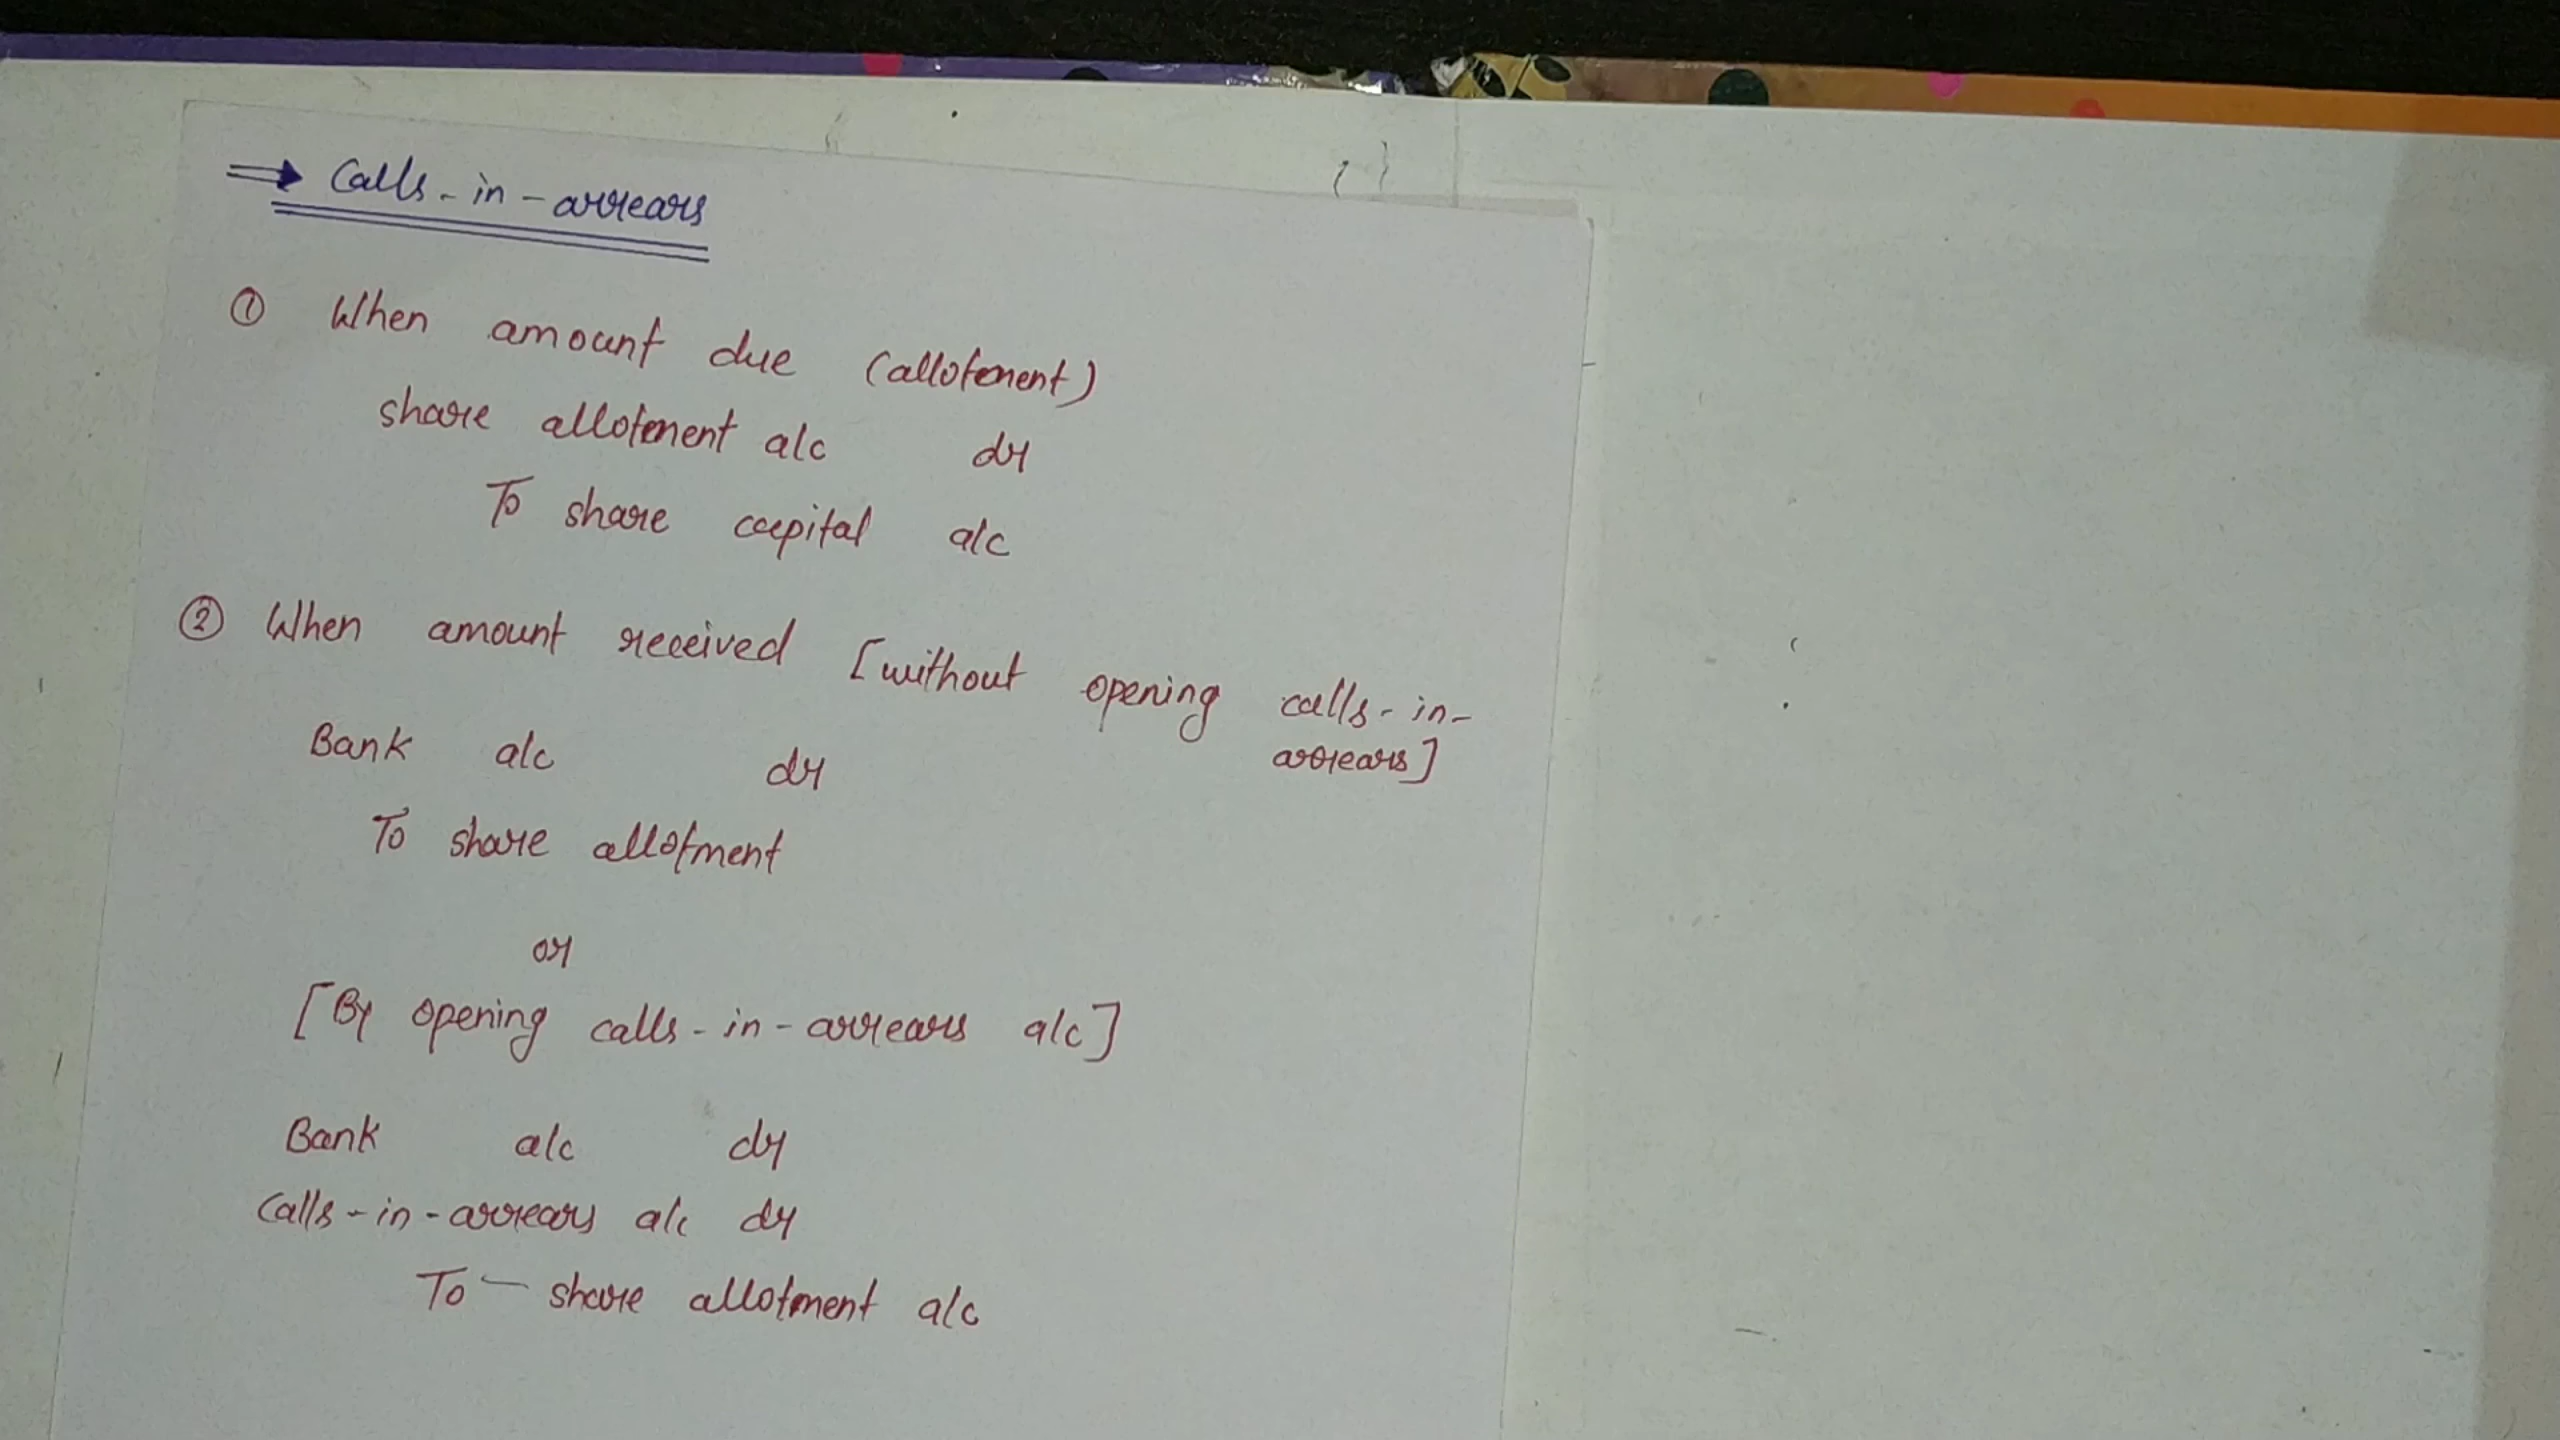 ⇒ Calls-in-arrears
① When amount due (allotment)
share allotment a/c dr
To share capital a/c
② When amount received [without opening calls-in-
arrears]
Bank a/c dr
To share allotment
or
[By opening calls-in-arrears a/c]
Bank a/c dr
Calls-in-arrears a/c dr
To - share allotment a/c